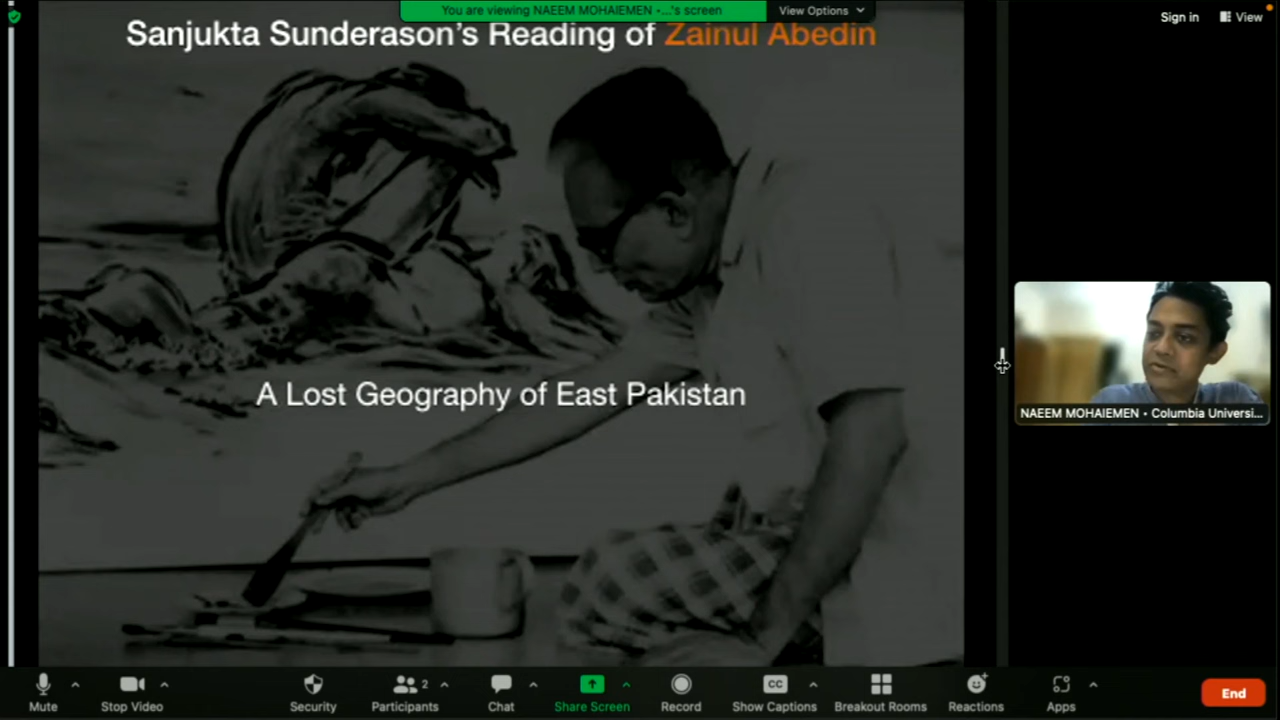 You are viewing NAEEM MOHAIEMEN •...'s screen
View Options
Sign in
View
Sanjukta Sunderason's Reading of Zainul Abedin
A Lost Geography of East Pakistan
NAEEM MOHAIEMEN • Columbia Universi...
Mute
Stop Video
Security
Participants
2
Chat
Share Screen
Record
CC
Show Captions
Breakout Rooms
Reactions
Apps
End